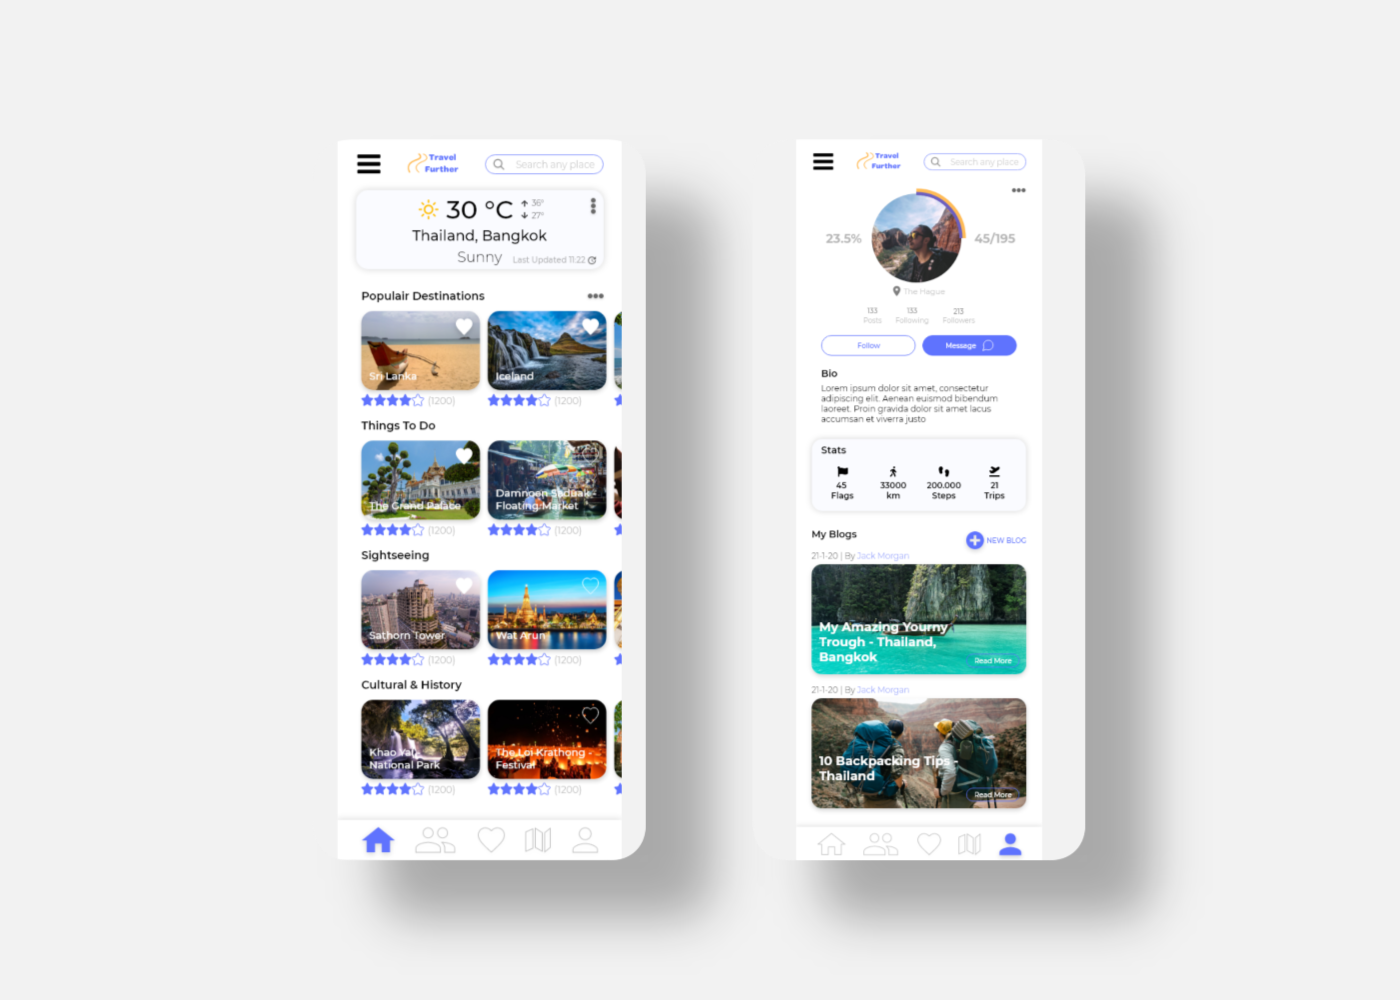 Travel
Further
Search any place
30 °C
36°
27°
Thailand, Bangkok
Sunny
Last Updated 11:22
Populair Destinations
Sri Lanka
Iceland
(1200)
(1200)
Things To Do
The Grand Palace
Damnoen Saduak -
Floating Market
(1200)
(1200)
Sightseeing
Sathorn Tower
Wat Arun
(1200)
(1200)
Cultural & History
Khao Yai
National Park
The Loi Krathong
Festival
(1200)
(1200)
Travel
Further
Search any place
23.5%
45/195
The Hague
133
133
213
Posts
Following
Followers
Follow
Message
Bio
Lorem ipsum dolor sit amet, consectetur
adipiscing elit. Aenean euismod bibendum
laoreet. Proin gravida dolor sit amet lacus
accumsan et viverra justo
Stats
45
33000
200.000
21
Flags
km
Steps
Trips
My Blogs
NEW BLOG
21-1-20 | By Jack Morgan
My Amazing Yourny
Trough - Thailand,
Bangkok
Read More
21-1-20 | By Jack Morgan
10 Backpacking Tips -
Thailand
Read More